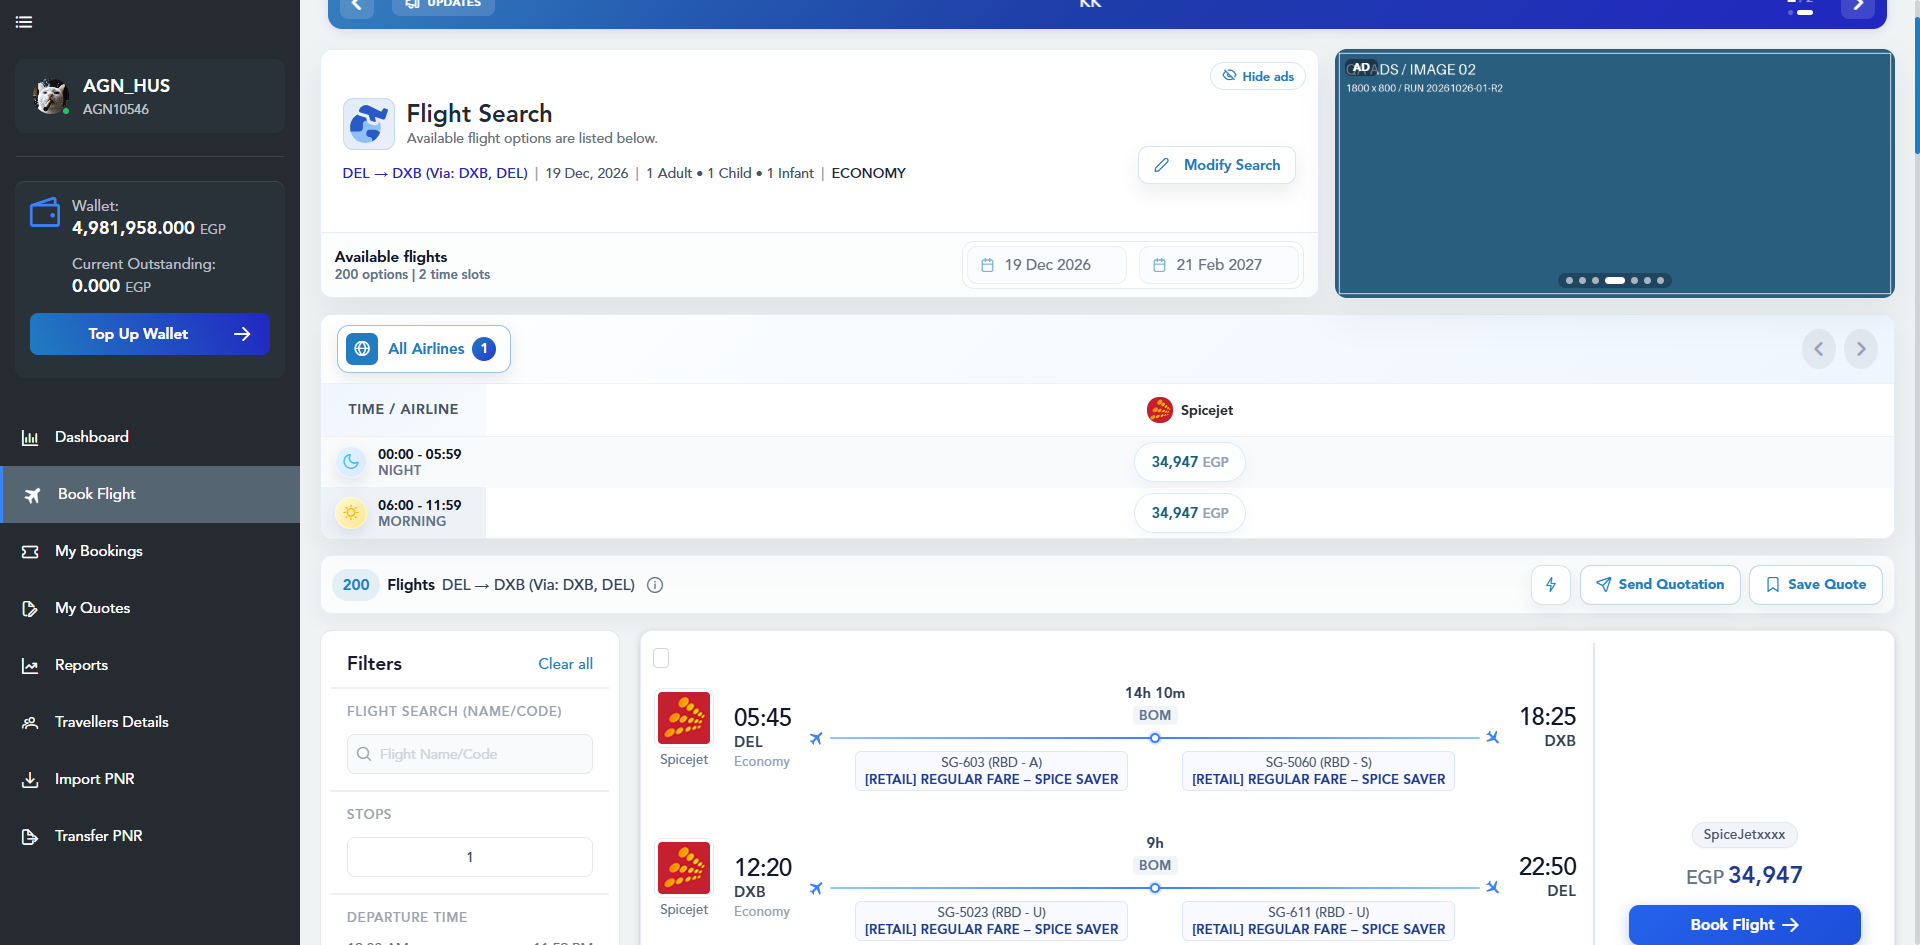 UPDATES
KK
AGN_HUS
AGN10546
Wallet:
4,981,958.000 EGP
Current Outstanding:
0.000 EGP
Top Up Wallet
Dashboard
Book Flight
My Bookings
My Quotes
Reports
Travellers Details
Import PNR
Transfer PNR
Hide ads
Flight Search
Available flight options are listed below.
DEL → DXB (Via: DXB, DEL) | 19 Dec, 2026 | 1 Adult • 1 Child • 1 Infant | ECONOMY
Modify Search
Available flights
200 options | 2 time slots
19 Dec 2026
21 Feb 2027
AD
ADS / IMAGE 02
1800 x 800 / RUN 20261026-01-R2
All Airlines 1
TIME / AIRLINE
Spicejet
00:00 - 05:59
NIGHT
34,947 EGP
06:00 - 11:59
MORNING
34,947 EGP
200 Flights DEL → DXB (Via: DXB, DEL)
Send Quotation
Save Quote
Filters
Clear all
FLIGHT SEARCH (NAME/CODE)
Flight Name/Code
STOPS
1
DEPARTURE TIME
Spicejet
05:45
DEL
Economy
14h 10m
BOM
SG-603 (RBD - A)
[RETAIL] REGULAR FARE – SPICE SAVER
SG-5060 (RBD - S)
[RETAIL] REGULAR FARE – SPICE SAVER
18:25
DXB
Spicejet
12:20
DXB
Economy
9h
BOM
SG-5023 (RBD - U)
[RETAIL] REGULAR FARE – SPICE SAVER
SG-611 (RBD - U)
[RETAIL] REGULAR FARE – SPICE SAVER
22:50
DEL
SpiceJetxxxx
EGP 34,947
Book Flight